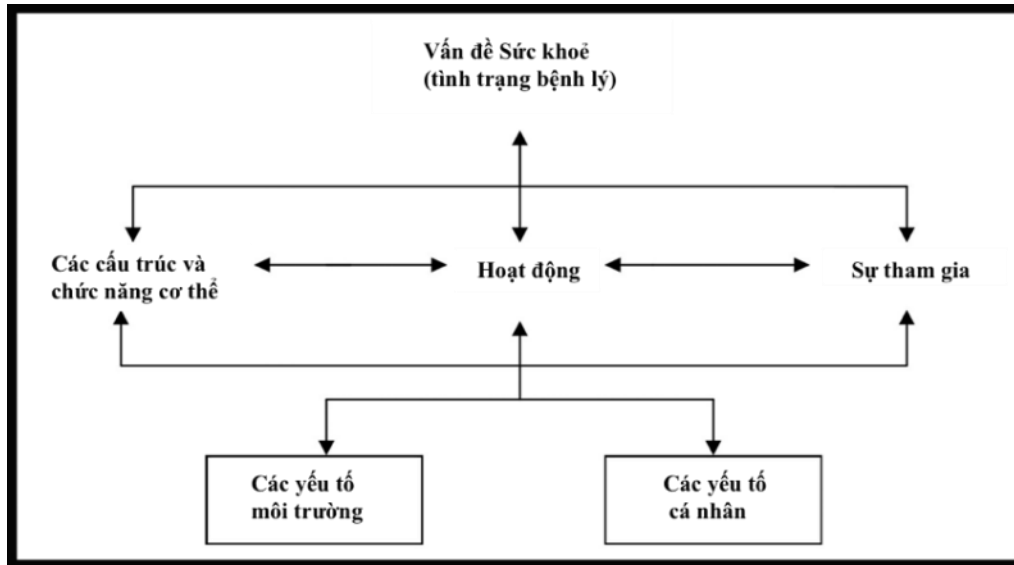 Vấn đề Sức khoẻ
(tình trạng bệnh lý)
Các cấu trúc và
chức năng cơ thể
Hoạt động
Sự tham gia
Các yếu tố
môi trường
Các yếu tố
cá nhân